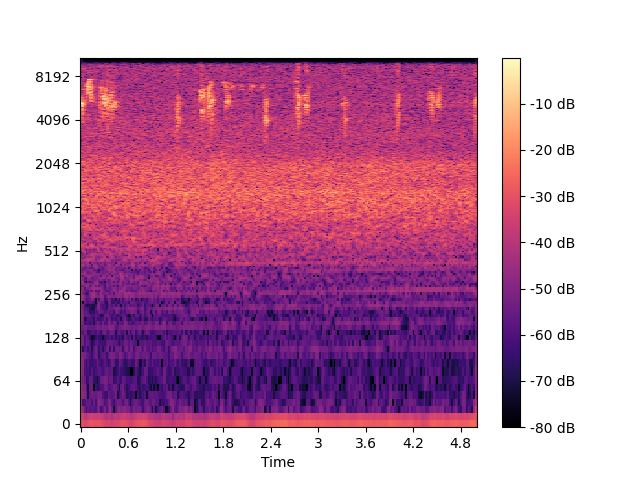 8192
4096
2048
1024
512
256
128
64
0
Hz
0 0.6 1.2 1.8 2.4 3 3.6 4.2 4.8
Time
-10 dB
-20 dB
-30 dB
-40 dB
-50 dB
-60 dB
-70 dB
-80 dB